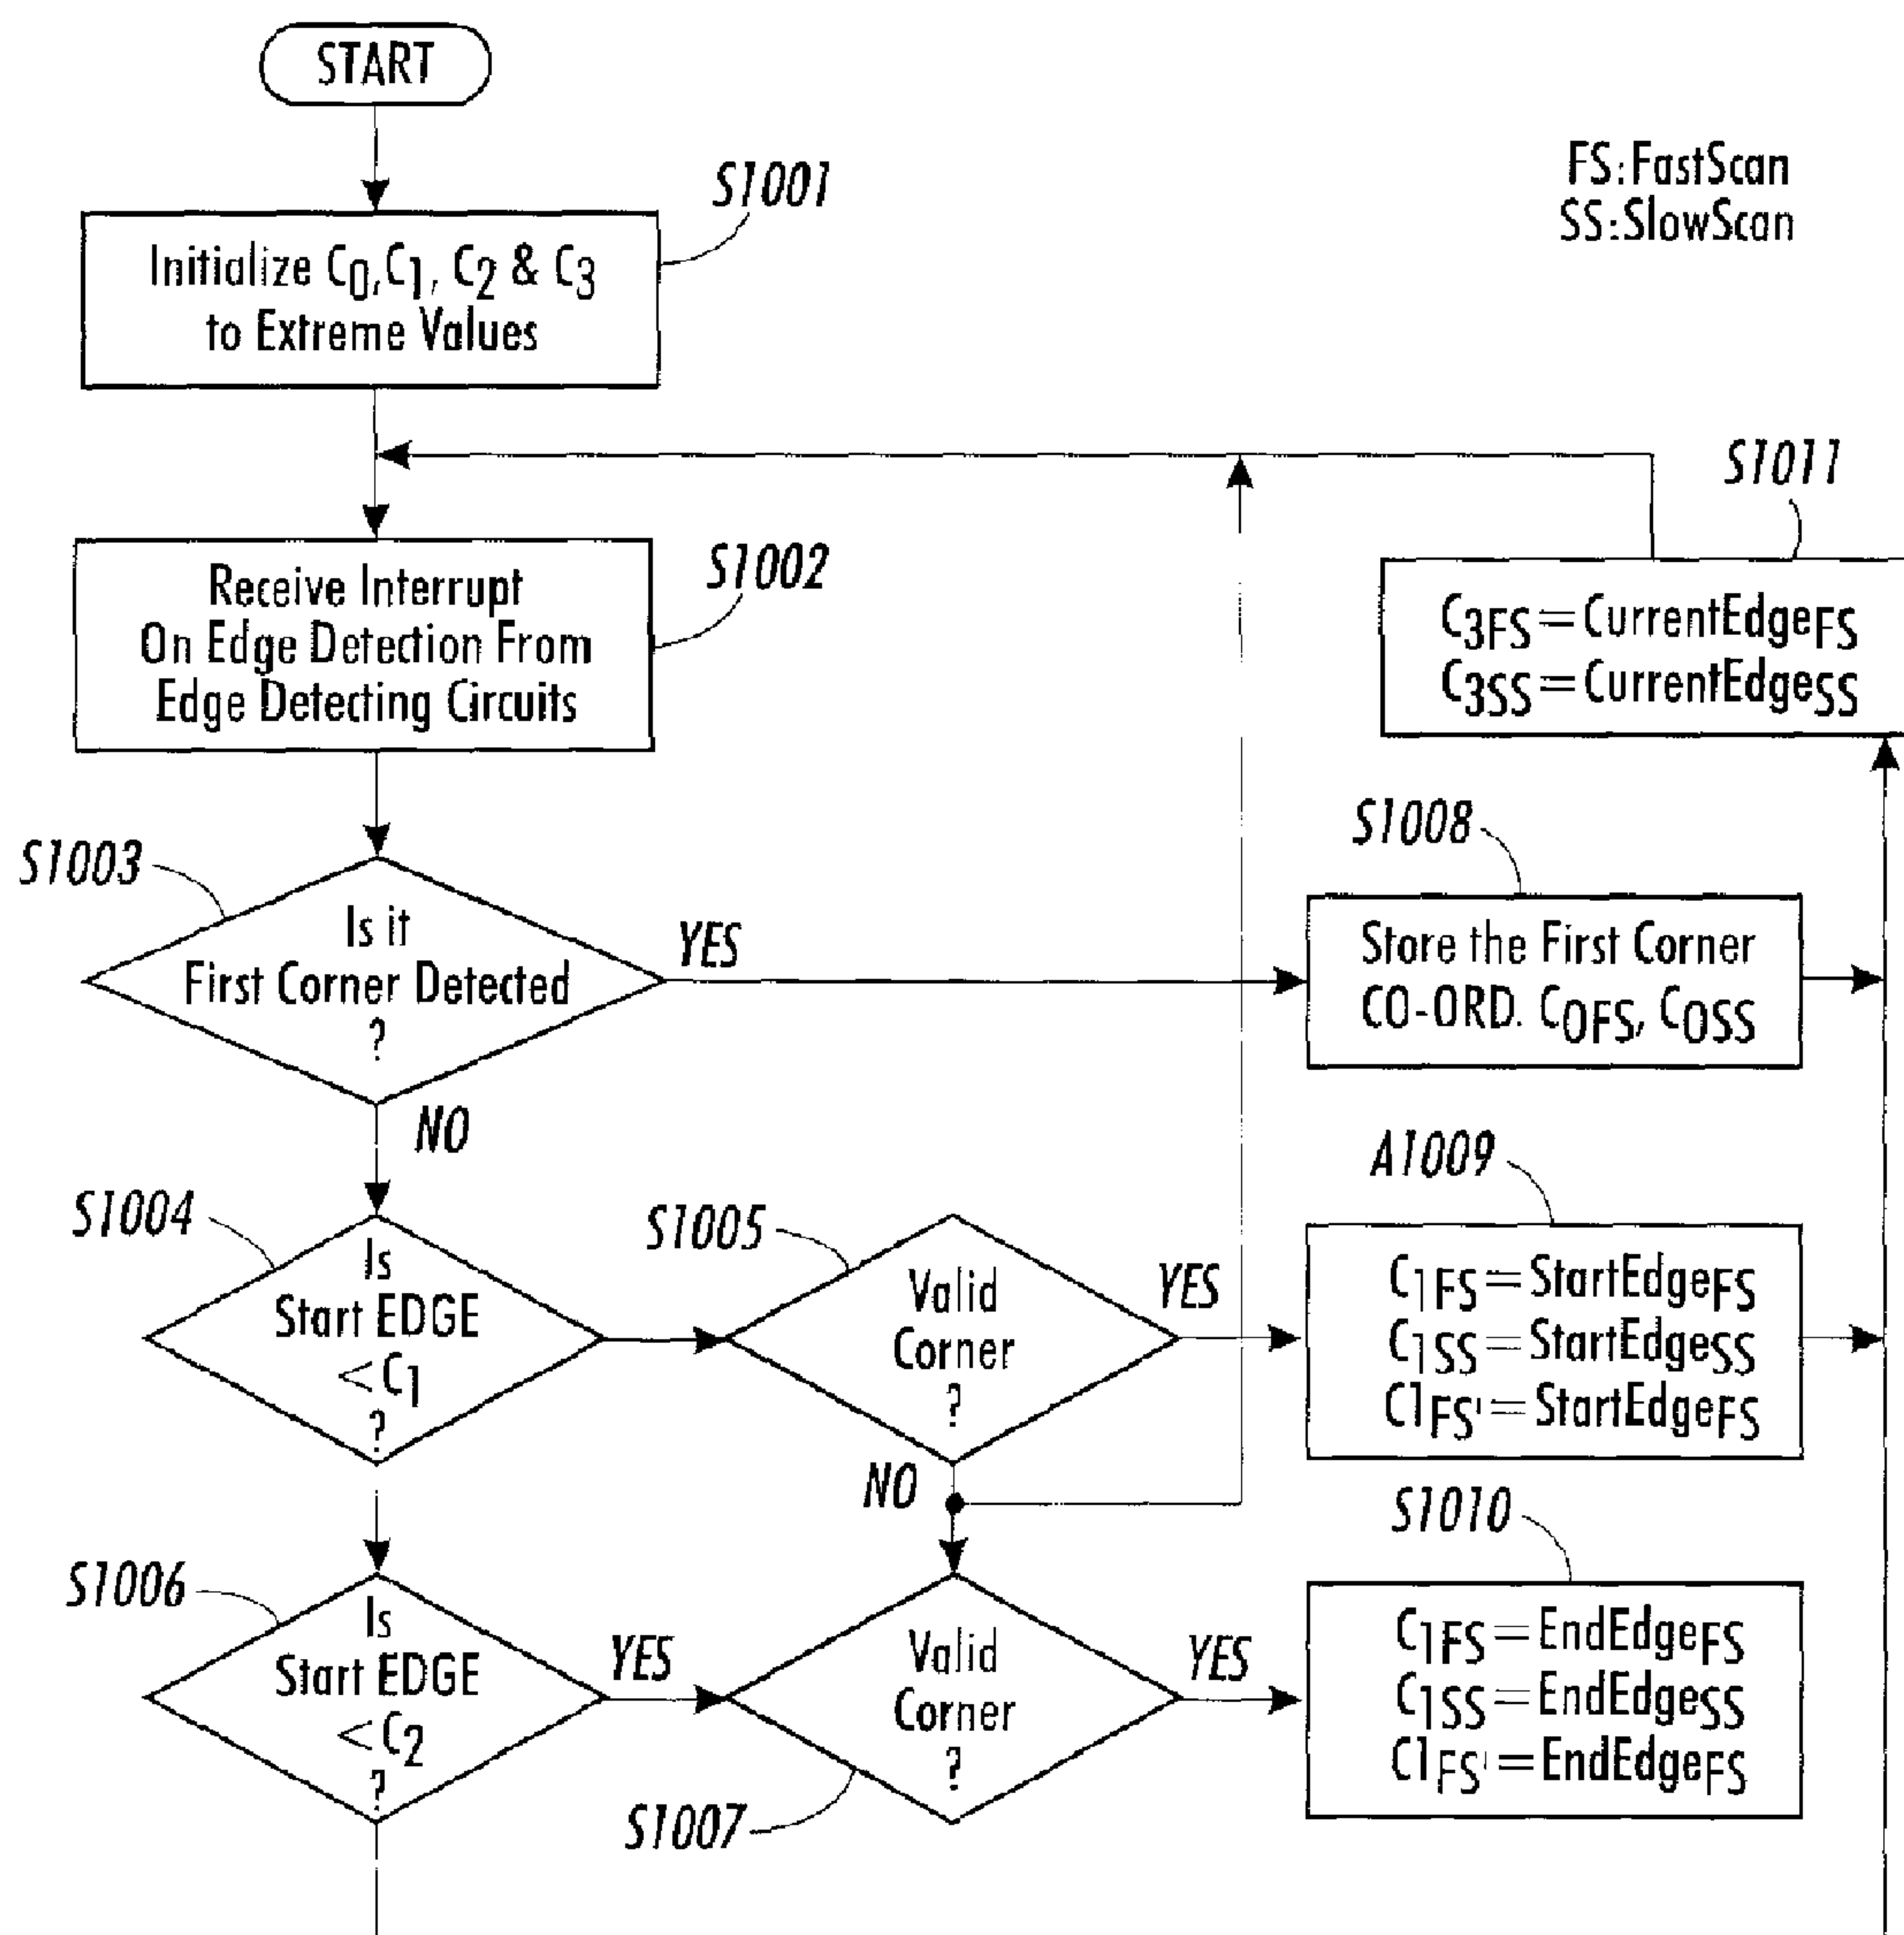 START
S1001
FS:FastScan
SS:SlowScan
Initialize C0,C1, C2 & C3
to Extreme Values
S1011
S1002
Receive Interrupt
On Edge Detection From
Edge Detecting Circuits
C3FS=CurrentEdgeFS
C3SS=CurrentEdgeSS
S1008
S1003
Is it
First Corner Detected
?
YES
Store the First Corner
CO-ORD. C0FS, C0SS
NO
A1009
S1004
Is
Start EDGE
<C1
?
S1005
Valid
Corner
?
YES
C1FS=StartEdgeFS
C1SS=StartEdgeSS
C1FS'=StartEdgeFS
NO
S1010
S1006
Is
Start EDGE
<C2
?
YES
Valid
Corner
?
YES
S1007
C1FS=EndEdgeFS
C1SS=EndEdgeSS
C1FS'=EndEdgeFS